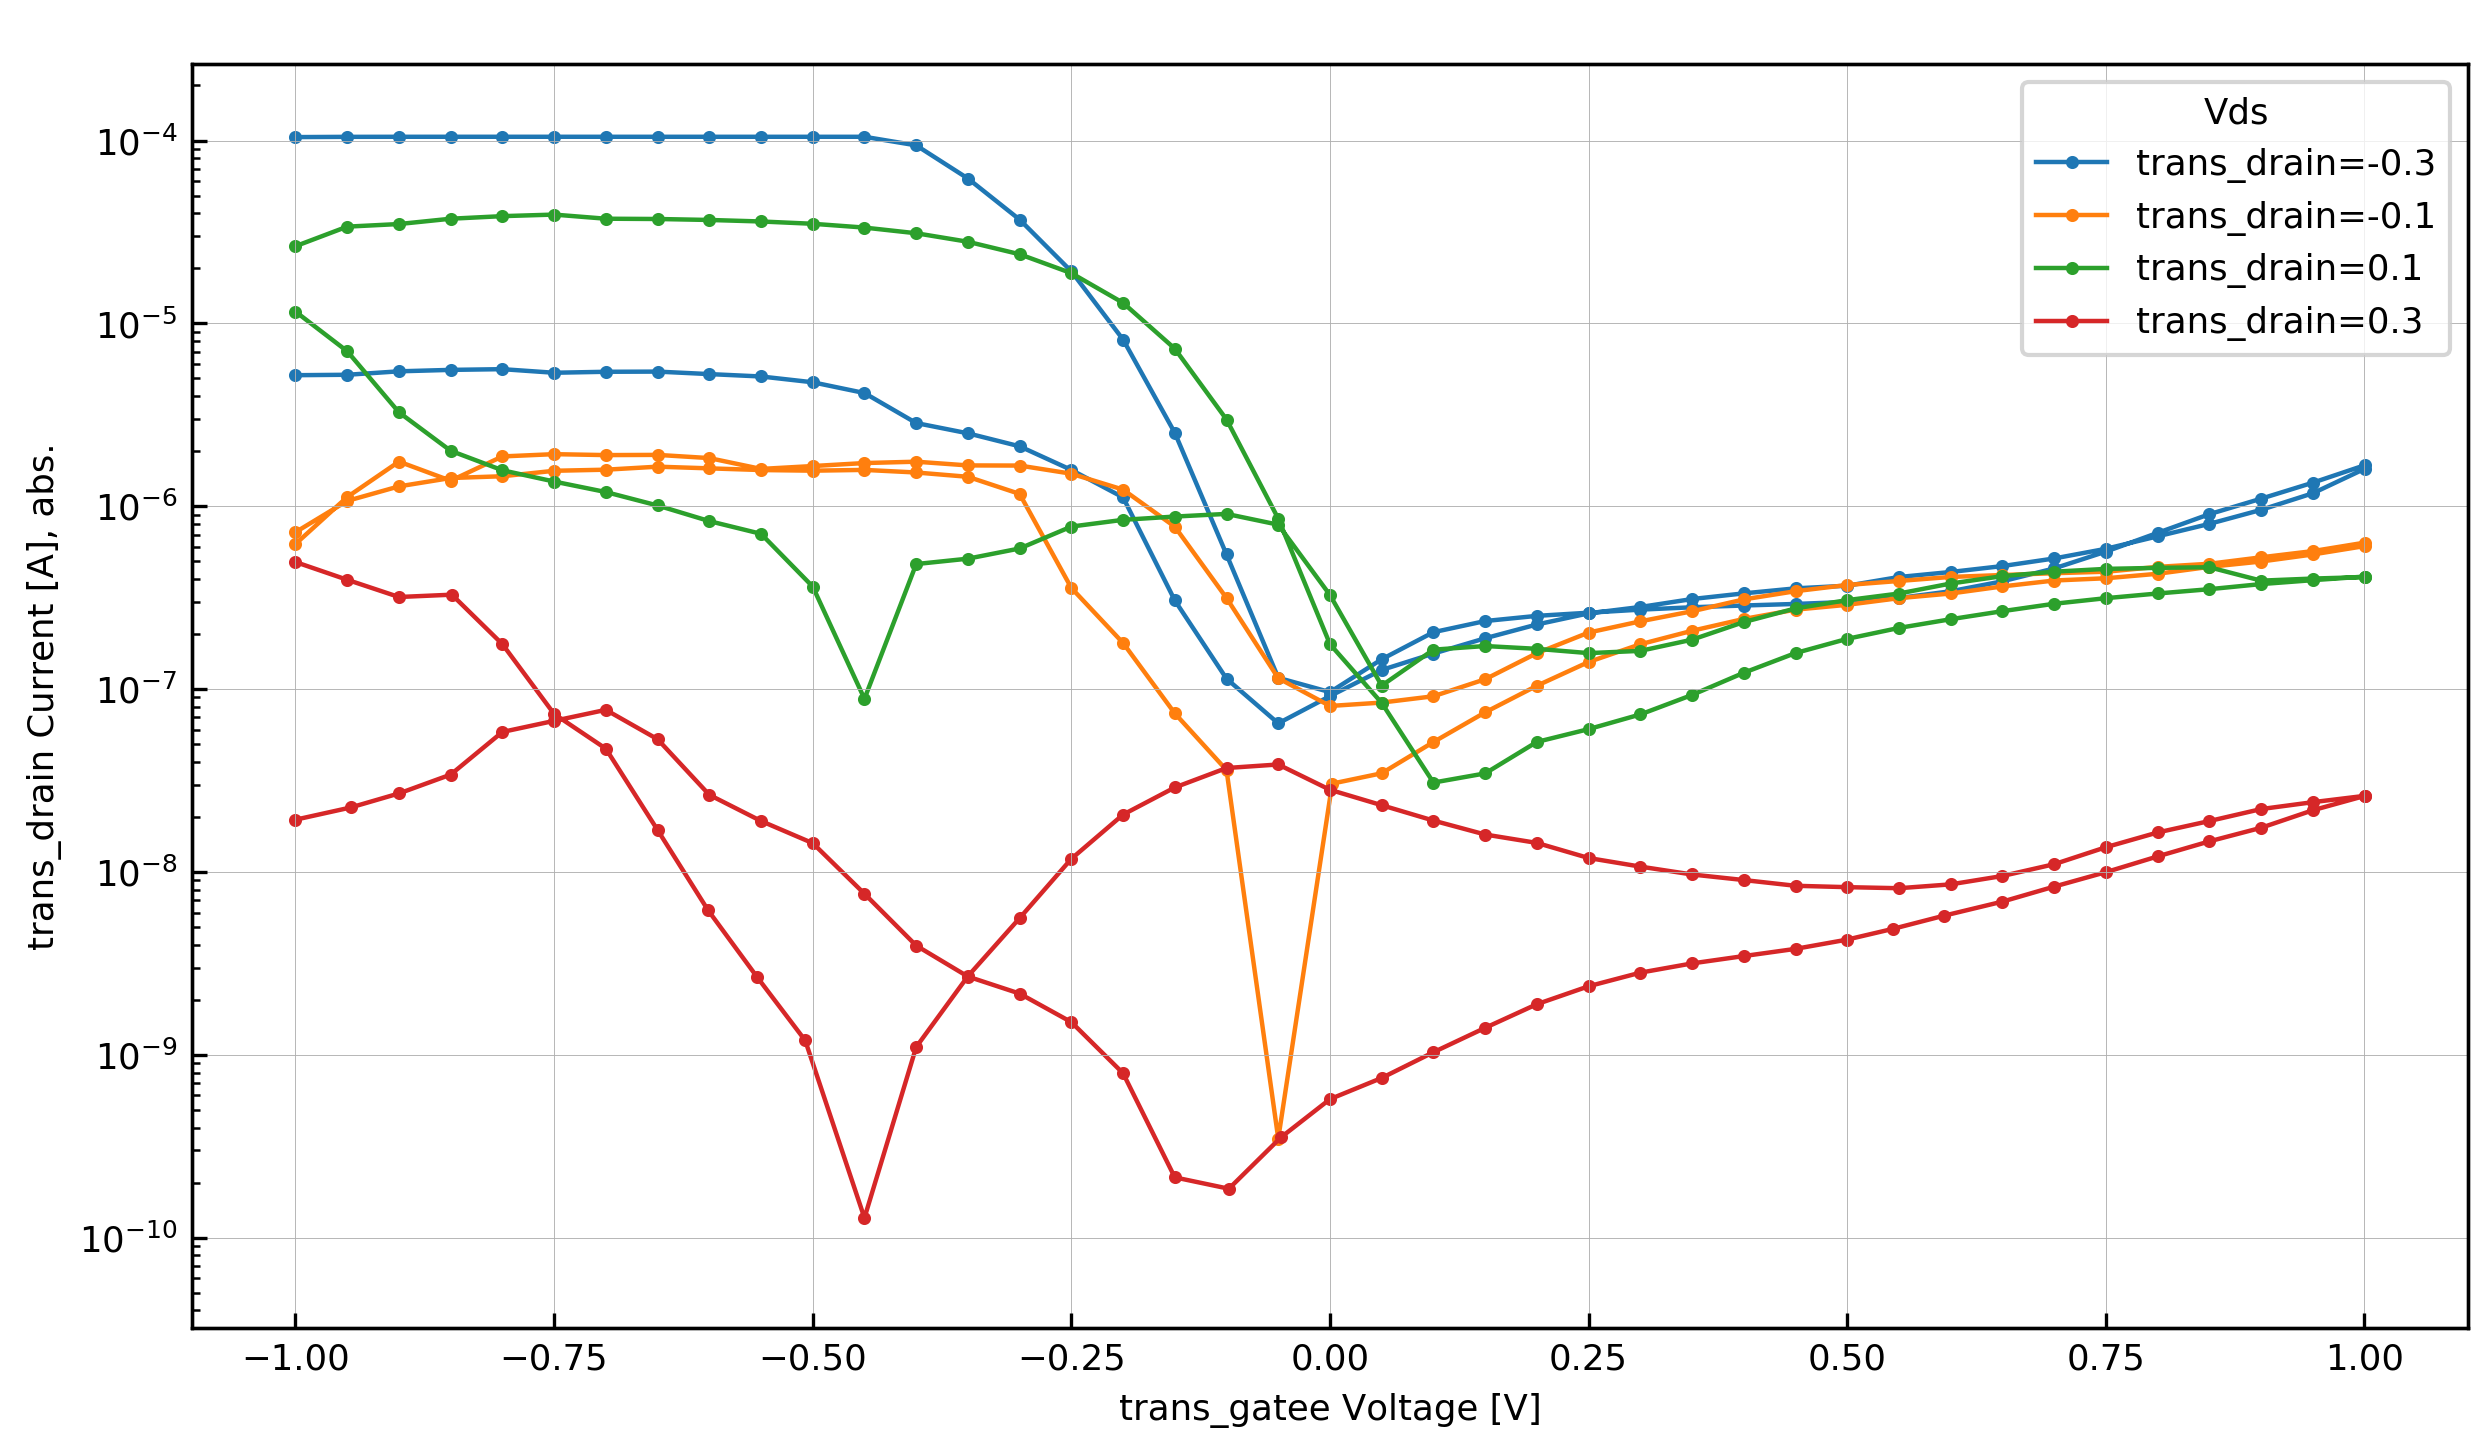 Vds
trans_drain=-0.3
trans_drain=-0.1
trans_drain=0.1
trans_drain=0.3
trans_drain Current [A], abs.
10⁻⁴
10⁻⁵
10⁻⁶
10⁻⁷
10⁻⁸
10⁻⁹
10⁻¹⁰
−1.00 −0.75 −0.50 −0.25 0.00 0.25 0.50 0.75 1.00
trans_gatee Voltage [V]